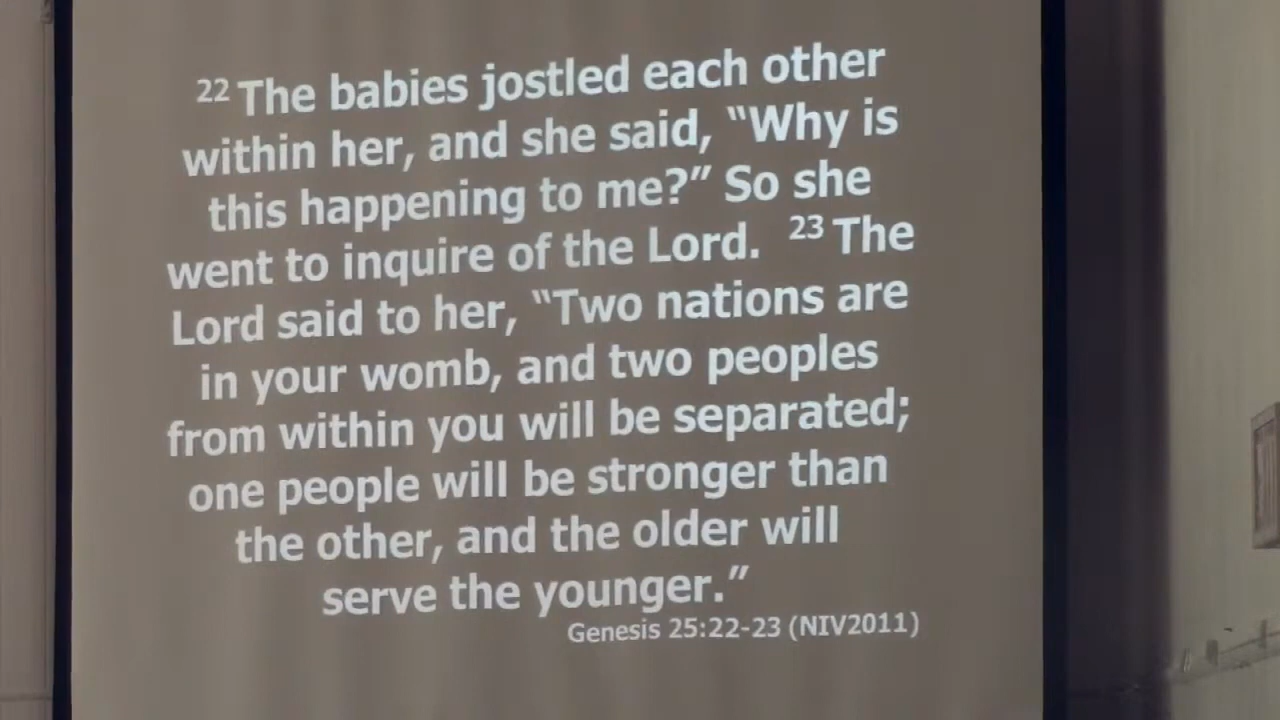 22 The babies jostled each other
within her, and she said, “Why is
this happening to me?” So she
went to inquire of the Lord. 23 The
Lord said to her, “Two nations are
in your womb, and two peoples
from within you will be separated;
one people will be stronger than
the other, and the older will
serve the younger.”
Genesis 25:22-23 (NIV2011)